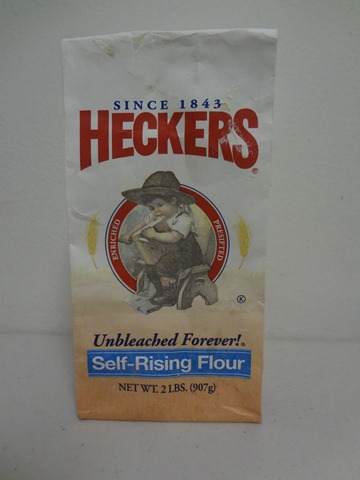 SINCE 1843
HECKERS®
ENRICHED
PRESIFTED
K
Unbleached Forever!®
Self-Rising Flour
NET WT. 2 LBS. (907g)